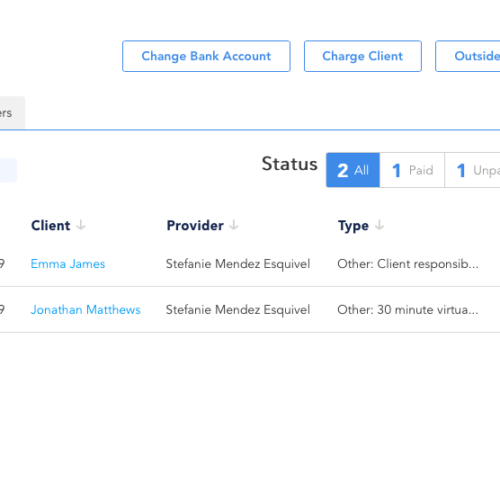 Change Bank Account Charge Client Outside
ers
Status 2 All 1 Paid 1 Unpa
Client Provider Type
9 Emma James Stefanie Mendez Esquivel Other: Client responsib...
9 Jonathan Matthews Stefanie Mendez Esquivel Other: 30 minute virtua...